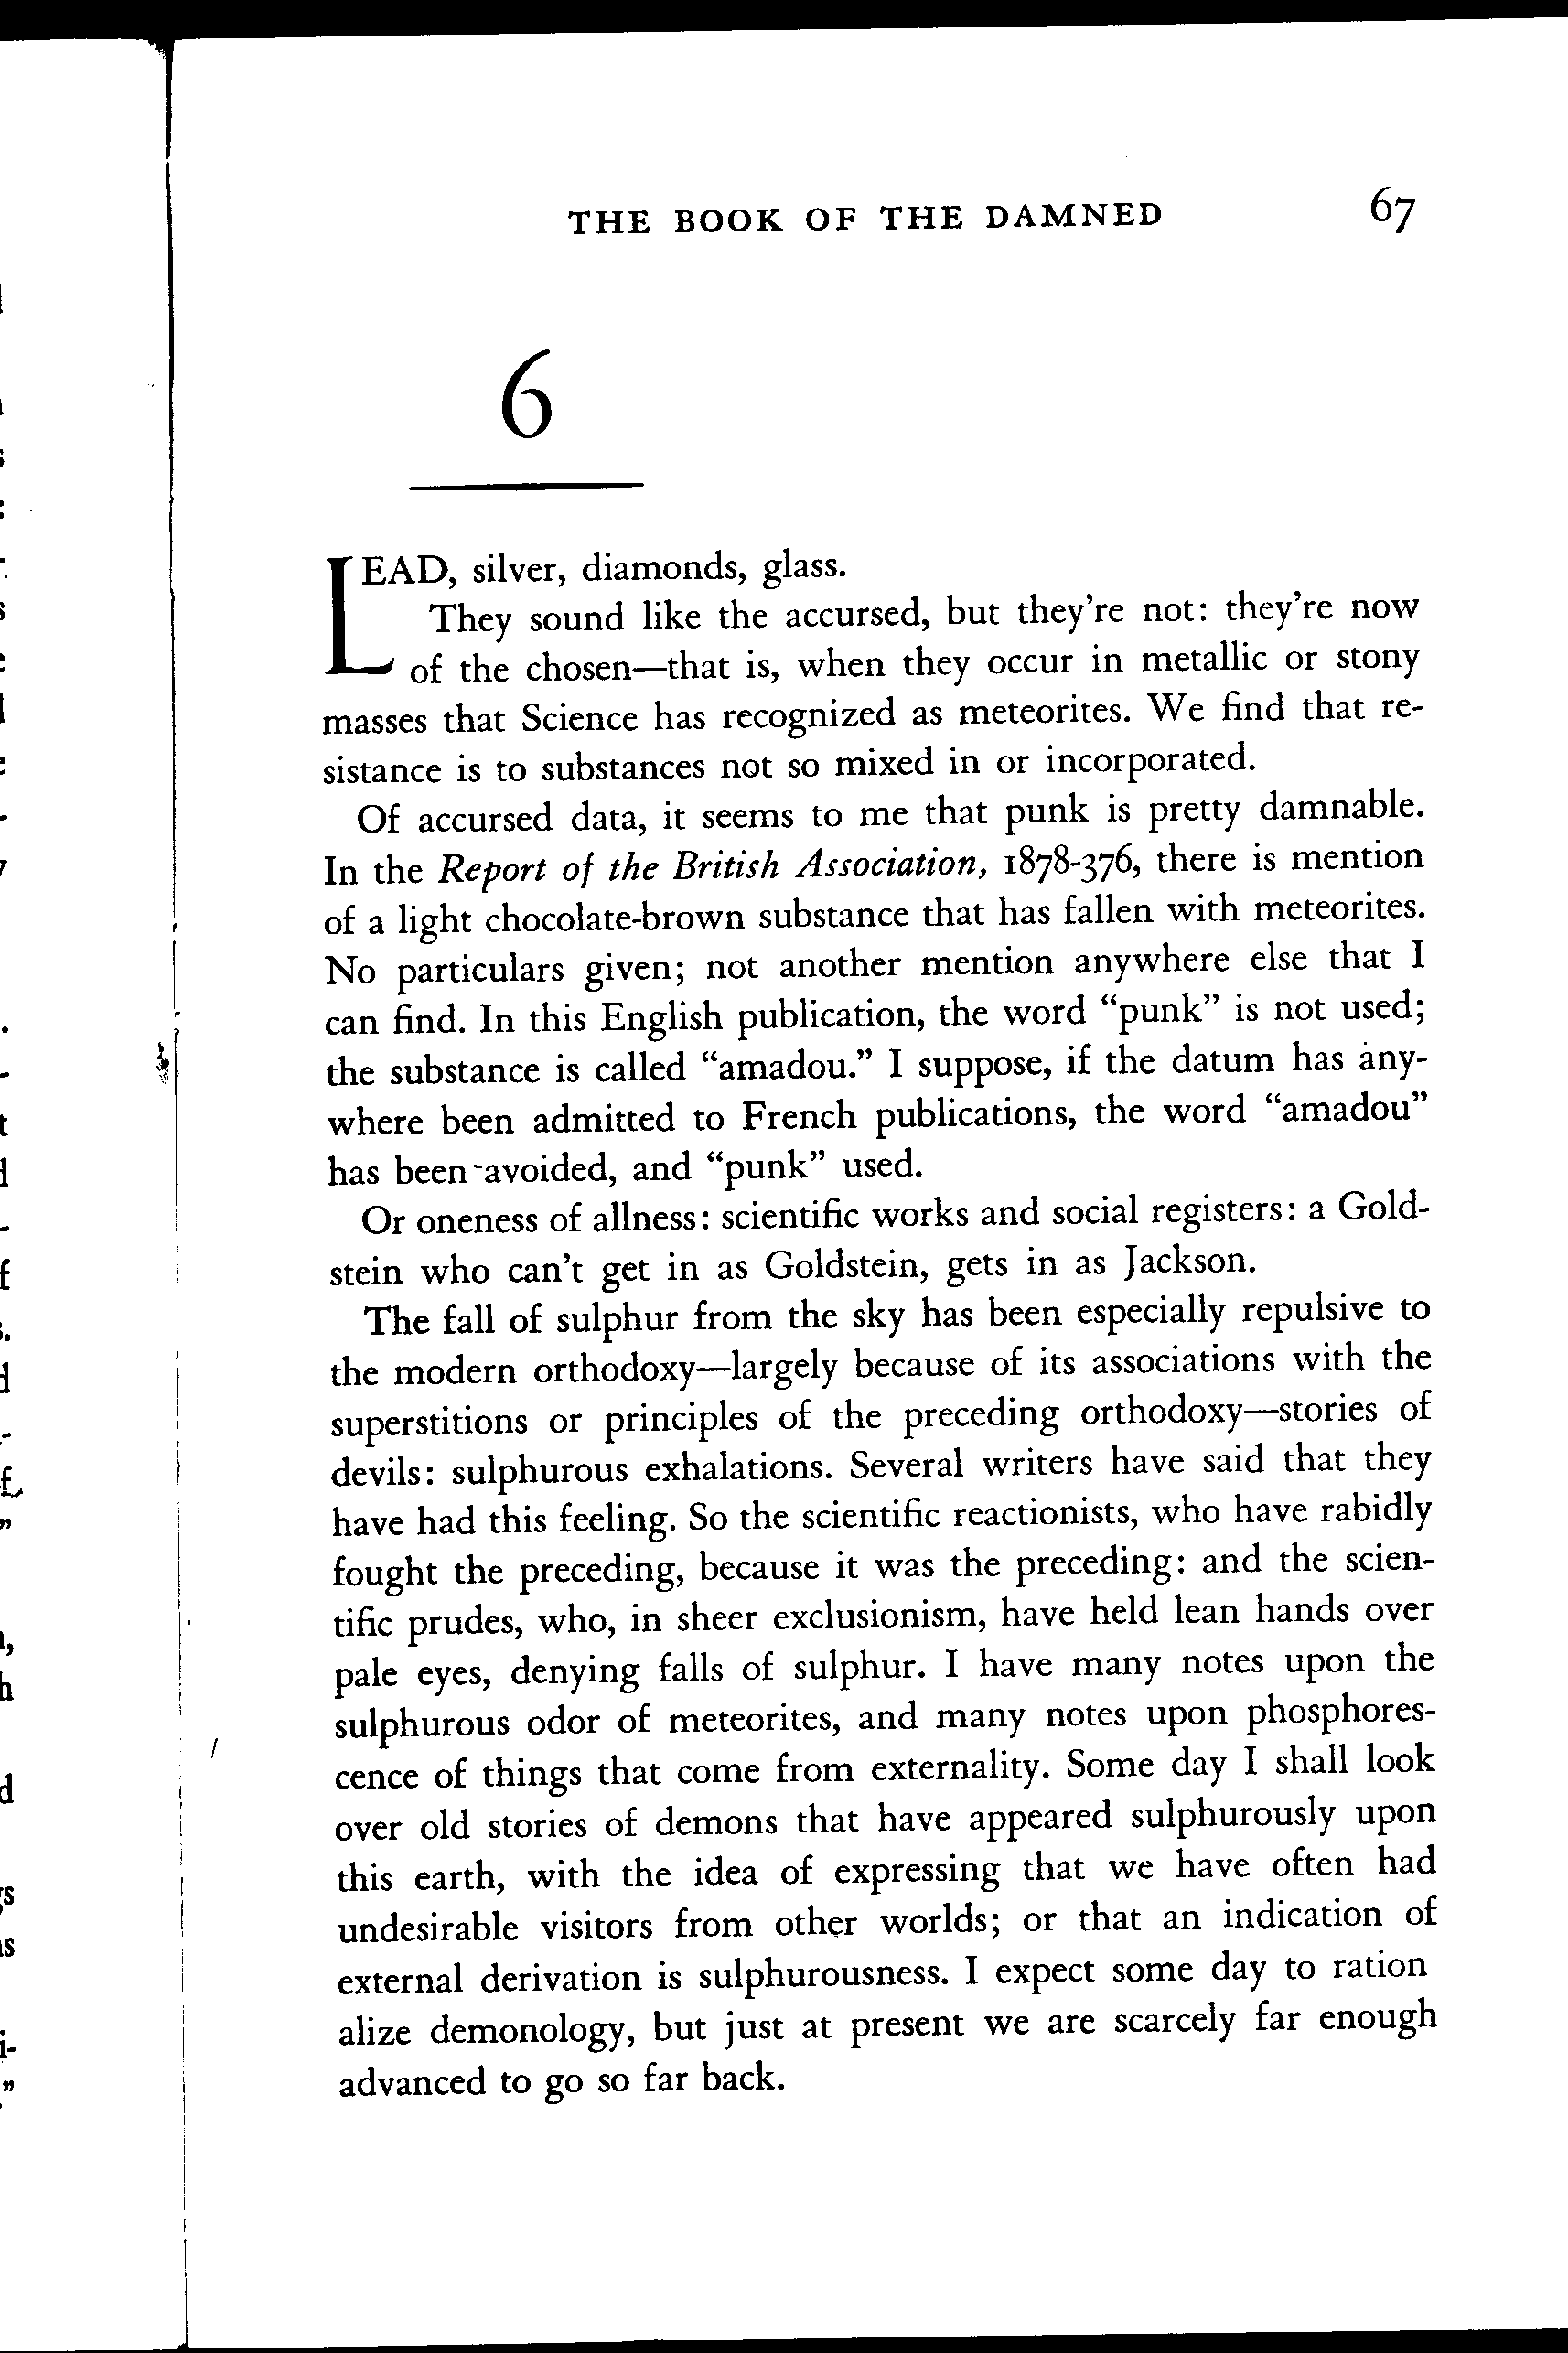 THE BOOK OF THE DAMNED 67
6
LEAD, silver, diamonds, glass.
They sound like the accursed, but they're not: they're now
of the chosen—that is, when they occur in metallic or stony
masses that Science has recognized as meteorites. We find that re-
sistance is to substances not so mixed in or incorporated.
Of accursed data, it seems to me that punk is pretty damnable.
In the Report of the British Association, 1878-376, there is mention
of a light chocolate-brown substance that has fallen with meteorites.
No particulars given; not another mention anywhere else that I
can find. In this English publication, the word “punk” is not used;
the substance is called “amadou.” I suppose, if the datum has any-
where been admitted to French publications, the word “amadou”
has been avoided, and “punk” used.
Or oneness of allness: scientific works and social registers: a Gold-
stein who can't get in as Goldstein, gets in as Jackson.
The fall of sulphur from the sky has been especially repulsive to
the modern orthodoxy—largely because of its associations with the
superstitions or principles of the preceding orthodoxy—stories of
devils: sulphurous exhalations. Several writers have said that they
have had this feeling. So the scientific reactionists, who have rabidly
fought the preceding, because it was the preceding: and the scien-
tific prudes, who, in sheer exclusionism, have held lean hands over
pale eyes, denying falls of sulphur. I have many notes upon the
sulphurous odor of meteorites, and many notes upon phosphores-
cence of things that come from externality. Some day I shall look
over old stories of demons that have appeared sulphurously upon
this earth, with the idea of expressing that we have often had
undesirable visitors from other worlds; or that an indication of
external derivation is sulphurousness. I expect some day to ration
alize demonology, but just at present we are scarcely far enough
advanced to go so far back.